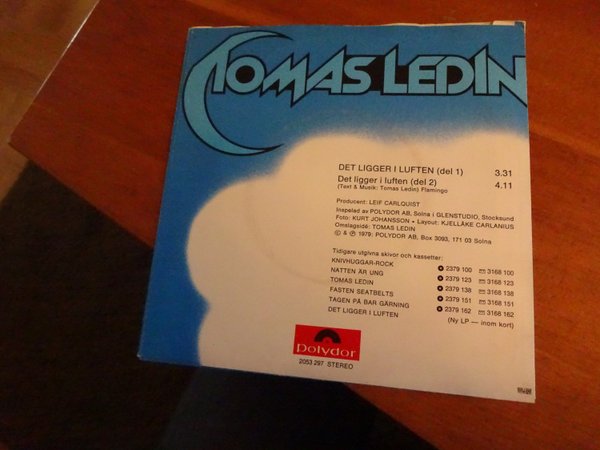 TOMAS LEDIN
DET LIGGER I LUFTEN (del 1) 3.31
Det ligger i luften (del 2) 4.11
(Text & Musik: Tomas Ledin) Flamingo
Producent: LEIF CARLQUIST
Inspelad av POLYDOR AB, Solna i GLENSTUDIO, Stocksund
Foto: KURT JOHANSSON • Layout: KJELLÅKE CARLANIUS
Omslagsidé: TOMAS LEDIN
© & ℗ 1979: POLYDOR AB, Box 3093, 171 03 Solna
Tidigare utgivna skivor och kassetter:
KNIVHUGGAR-ROCK 2379 100 3168 100
NATTEN ÄR UNG 2379 123 3168 123
TOMAS LEDIN 2379 138 3168 138
FASTEN SEATBELTS 2379 151 3168 151
TAGEN PÅ BAR GÄRNING 2379 162 3168 162
DET LIGGER I LUFTEN (Ny LP — inom kort)
Polydor
2053 297 STEREO